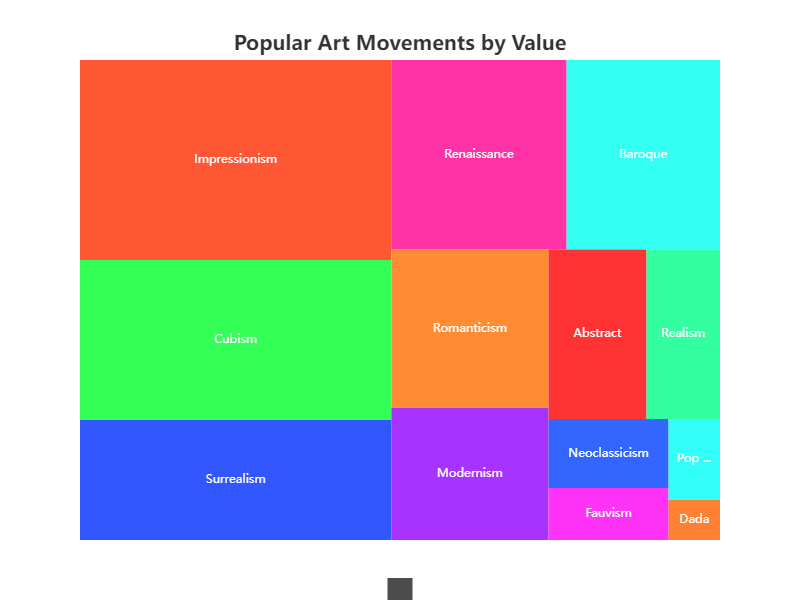 Popular Art Movements by Value
Impressionism
Renaissance
Baroque
Cubism
Romanticism
Abstract
Realism
Surrealism
Modernism
Neoclassicism
Pop ...
Fauvism
Dada